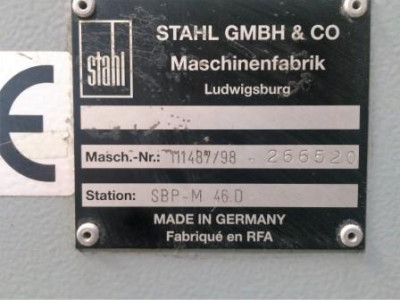 STAHL GMBH & CO
stahl
Maschinenfabrik
Ludwigsburg
Masch.-Nr.: 111487/98 - 266520
Station: SBP-M 46.D
MADE IN GERMANY
Fabriqué en RFA
CE